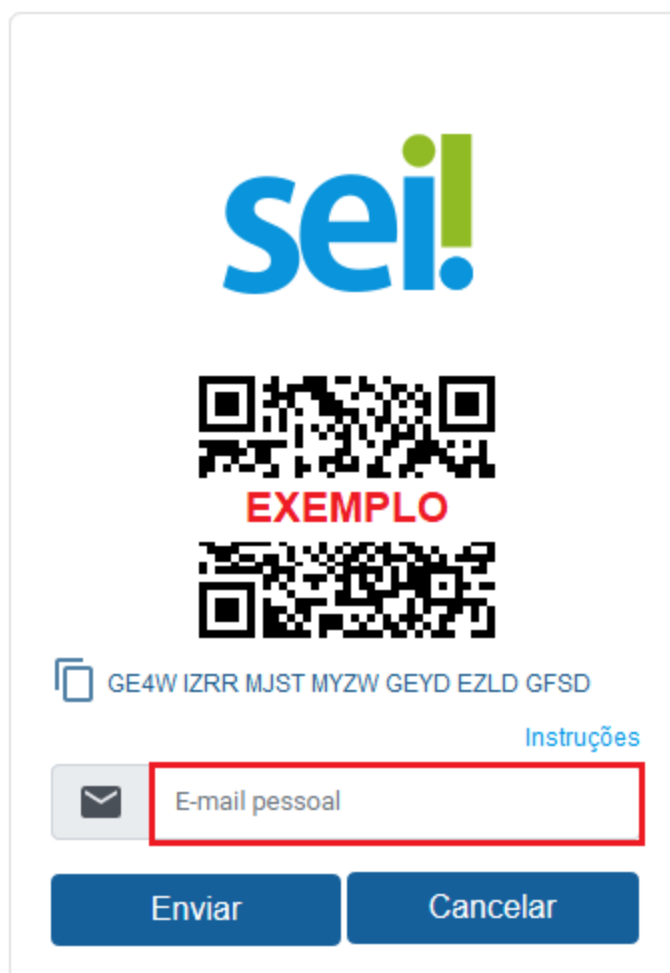 sei!
EXEMPLO
GE4W IZRR MJST MYZW GEYD EZLD GFSD
Instruções
E-mail pessoal
Enviar
Cancelar